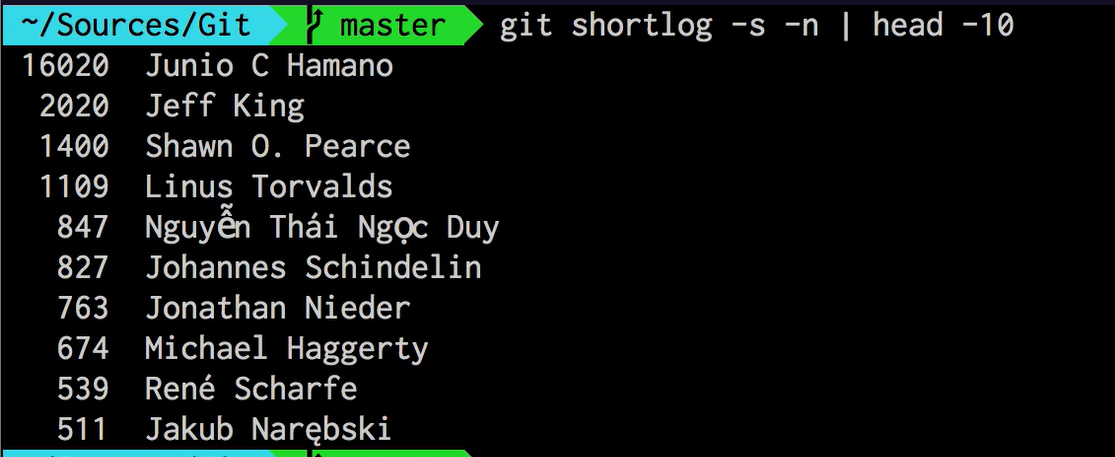 ~/Sources/Git master git shortlog -s -n | head -10
16020 Junio C Hamano
2020 Jeff King
1400 Shawn O. Pearce
1109 Linus Torvalds
847 Nguyễn Thái Ngọc Duy
827 Johannes Schindelin
763 Jonathan Nieder
674 Michael Haggerty
539 René Scharfe
511 Jakub Narębski